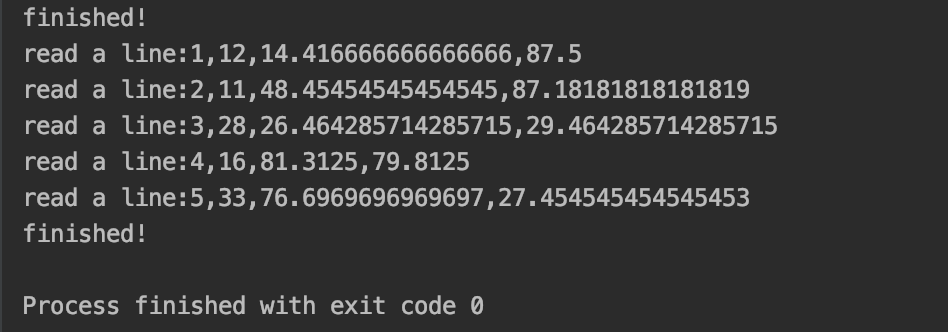 finished!
read a line:1,12,14.416666666666666,87.5
read a line:2,11,48.45454545454545,87.18181818181819
read a line:3,28,26.464285714285715,29.464285714285715
read a line:4,16,81.3125,79.8125
read a line:5,33,76.6969696969697,27.454545454545453
finished!
Process finished with exit code 0